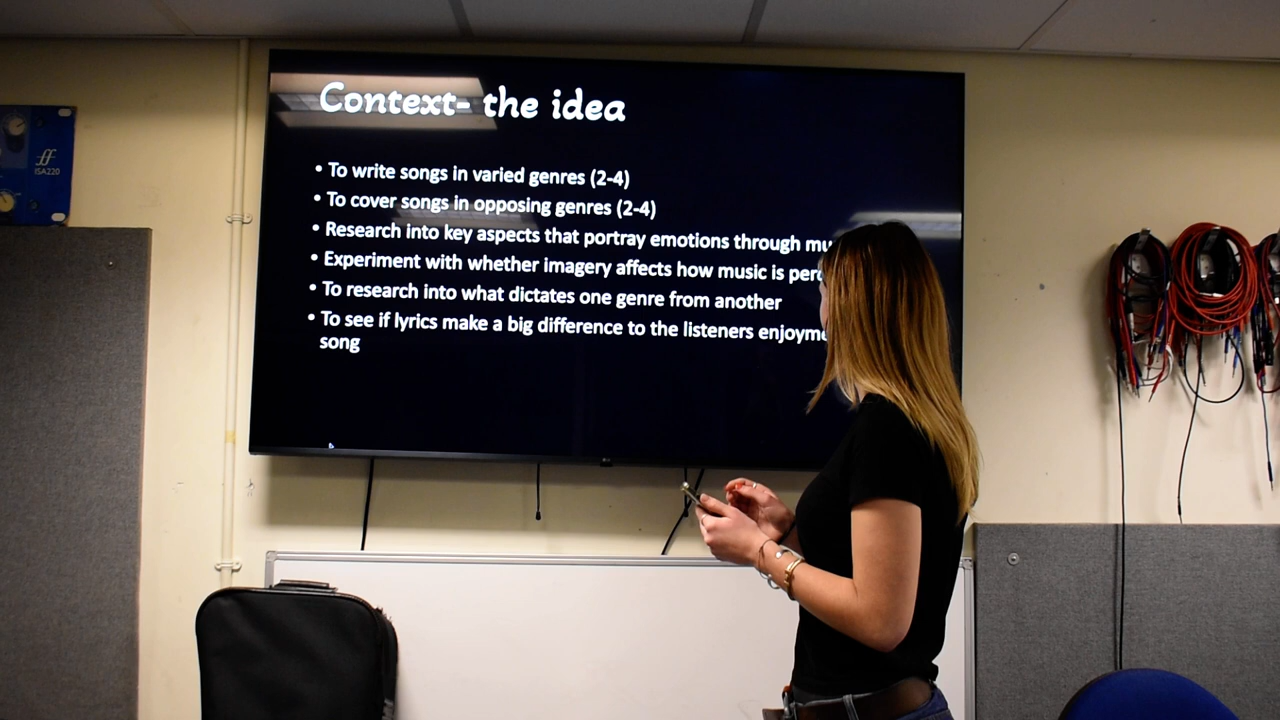 Context- the idea
• To write songs in varied genres (2-4)
• To cover songs in opposing genres (2-4)
• Research into key aspects that portray emotions through
• Experiment with whether imagery affects how music is
• To research into what dictates one genre from another
• To see if lyrics make a big difference to the listeners
song
ISA220